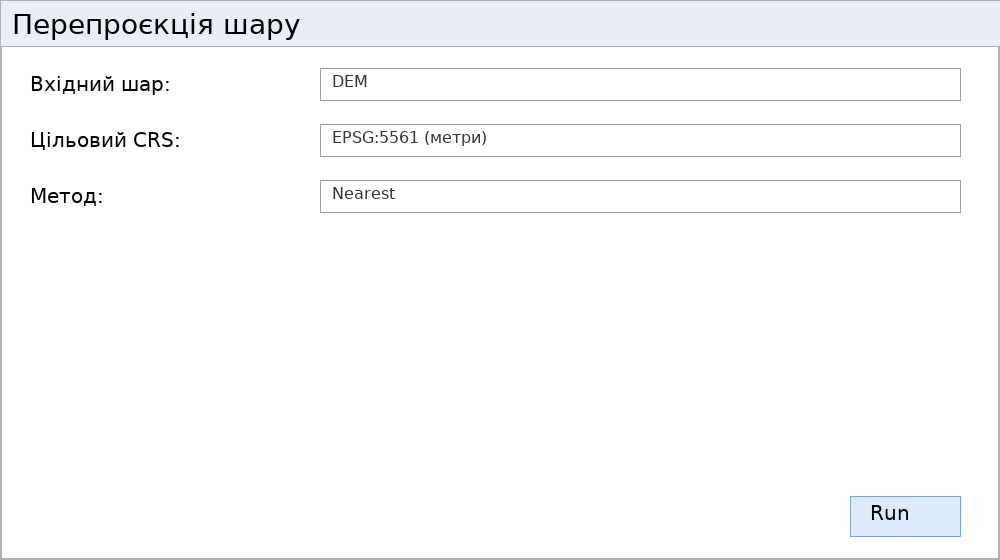 Перепроєкція шару
Вхідний шар: DEM
Цільовий CRS: EPSG:5561 (метри)
Метод: Nearest
Run